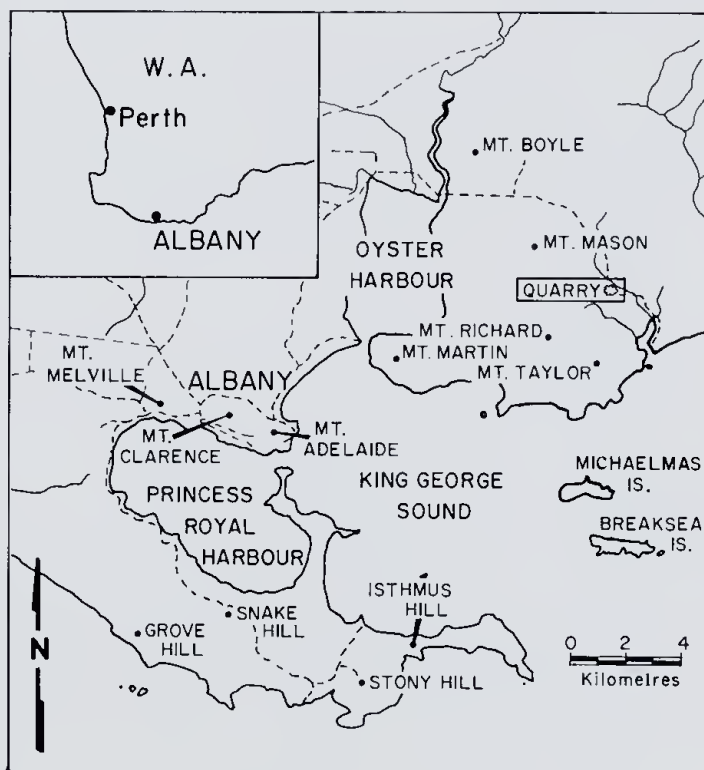 W. A.
Perth
ALBANY
MT. BOYLE
MT. MASON
OYSTER
HARBOUR
QUARRY
MT. RICHARD
MT. MARTIN
MT. TAYLOR
MT.
MELVILLE
ALBANY
MT.
CLARENCE
MT.
ADELAIDE
KING GEORGE
SOUND
MICHAELMAS
IS.
BREAKSEA
IS.
PRINCESS
ROYAL
HARBOUR
ISTHMUS
HILL
SNAKE
HILL
GROVE
HILL
STONY HILL
N
0 2 4
Kilometres